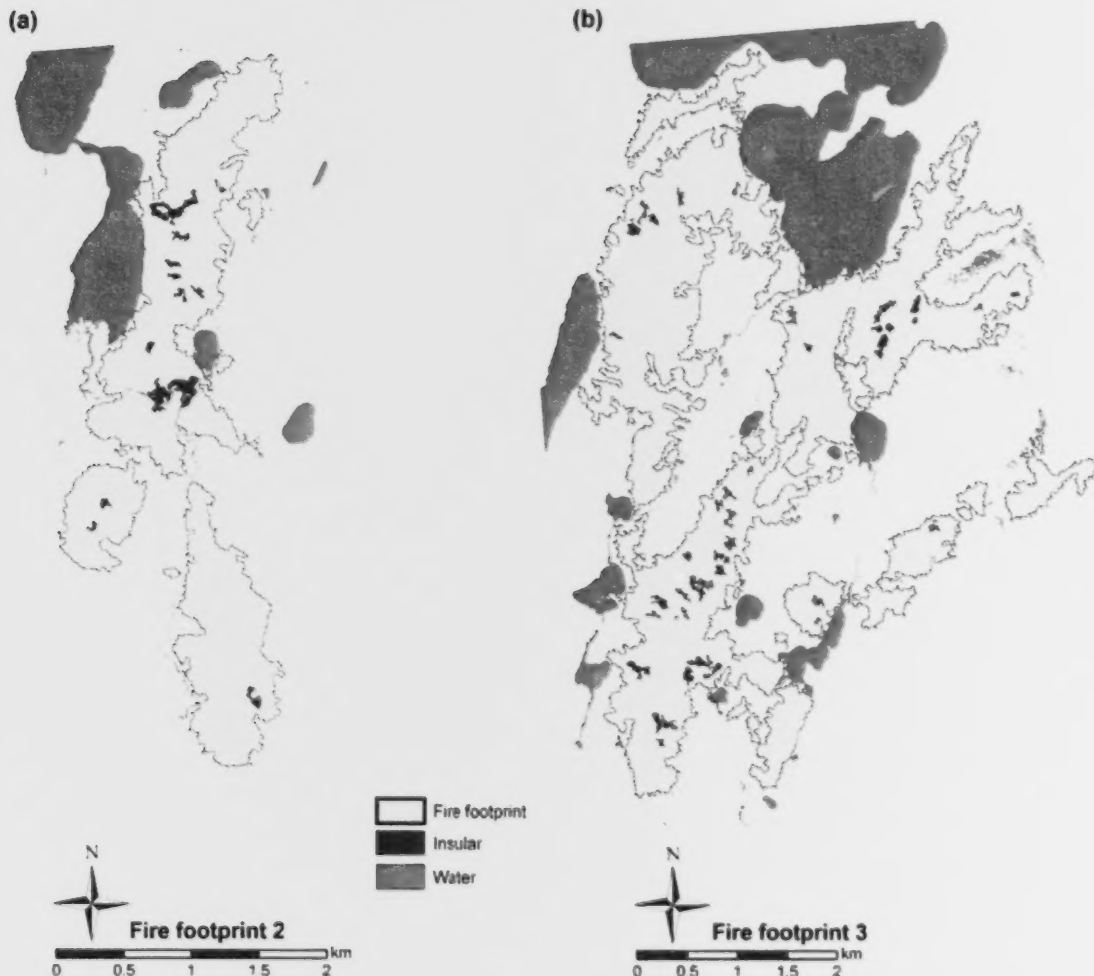 (a)
(b)
Fire footprint
Insular
Water
N
Fire footprint 2
km
0 0.5 1 1.5 2
N
Fire footprint 3
km
0 0.5 1 1.5 2